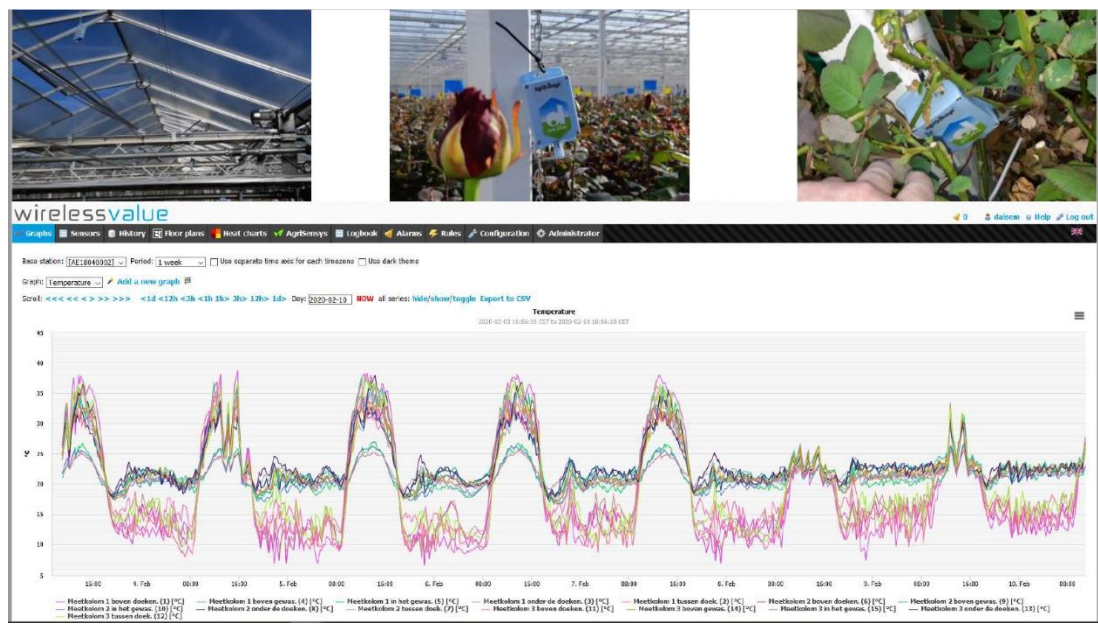 wirelessvalue
0 daleem Help Log out
Graphs Sensors History Floor plans Heat charts AgriSensys Logbook Alarms Rules Configuration Administrator
Base station: [AE18040002] Period: 1 week Use separate time axis for each timezone Use dark theme
Graph: Temperature Add a new graph
Scroll: <<< << < > >> >>> <1d <12h <3h <1h 1h> 3h> 12h> 1d> Day: 2020-02-10 NOW all series: hide/show/toggle Export to CSV
Temperature
45
40
35
30
25
°C
20
15
10
5
16:00 4. Feb 08:00 16:00 5. Feb 08:00 16:00 6. Feb 08:00 16:00 7. Feb 08:00 16:00 8. Feb 08:00 16:00 9. Feb 08:00 16:00 10. Feb 08:00
Meetkolom 1 boven doeken. (1) [°C] Meetkolom 1 boven gewas. (4) [°C] Meetkolom 1 in het gewas. (5) [°C] Meetkolom 1 onder de doeken. (3) [°C] Meetkolom 1 tussen doek. (2) [°C] Meetkolom 2 boven doeken. (6) [°C] Meetkolom 2 boven gewas. (9) [°C]
Meetkolom 2 in het gewas. (10) [°C] Meetkolom 2 onder de doeken. (8) [°C] Meetkolom 2 tussen doek. (7) [°C] Meetkolom 3 boven doeken. (11) [°C] Meetkolom 3 boven gewas. (14) [°C] Meetkolom 3 in het gewas. (15) [°C] Meetkolom 3 onder de doeken. (13) [°C]
Meetkolom 3 tussen doek. (12) [°C]